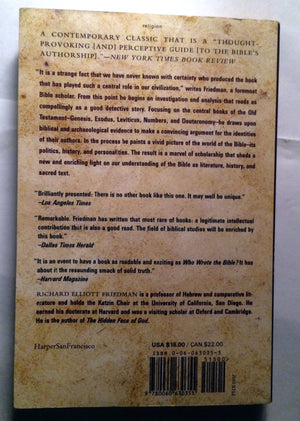 religion
A CONTEMPORARY CLASSIC THAT IS A "THOUGHT-
PROVOKING [AND] PERCEPTIVE GUIDE [TO THE BIBLE'S
AUTHORSHIP]."—NEW YORK TIMES BOOK REVIEW
"It is a strange fact that we have never known with certainty who produced the book
that has played such a central role in our civilization," writes Friedman, a foremost
Bible scholar. From this point he begins an investigation and analysis that reads as
compellingly as a good detective story. Focusing on the central books of the Old
Testament–Genesis, Exodus, Leviticus, Numbers, and Deuteronomy–he draws upon
biblical and archaeological evidence to make a convincing argument for the identities
of their authors. In the process he paints a vivid picture of the world of the Bible–its
politics, history, and personalities. The result is a marvel of scholarship that sheds a
new and enriching light on our understanding of the Bible as literature, history, and
sacred text.
"Brilliantly presented: There is no other book like this one. It may well be unique."
–Los Angeles Times
"Remarkable. Friedman has written that most rare of books: a legitimate intellectual
contribution that is also a good read. The field of biblical studies will be enriched by
this book."
–Dallas Times Herald
"It is an event to have a book as readable and exciting as Who Wrote the Bible? It
has about it the resounding smack of solid truth."
–Harvard Magazine
RICHARD ELLIOTT FRIEDMAN is a professor of Hebrew and comparative lit-
erature and holds the Katzin Chair at the University of California, San Diego. He
earned his doctorate at Harvard and was a visiting scholar at Oxford and Cambridge.
He is the author of The Hidden Face of God.
HarperSanFrancisco
USA $15.00 / CAN $22.00
ISBN 0-06-063035-3
51500
9 780060 630355